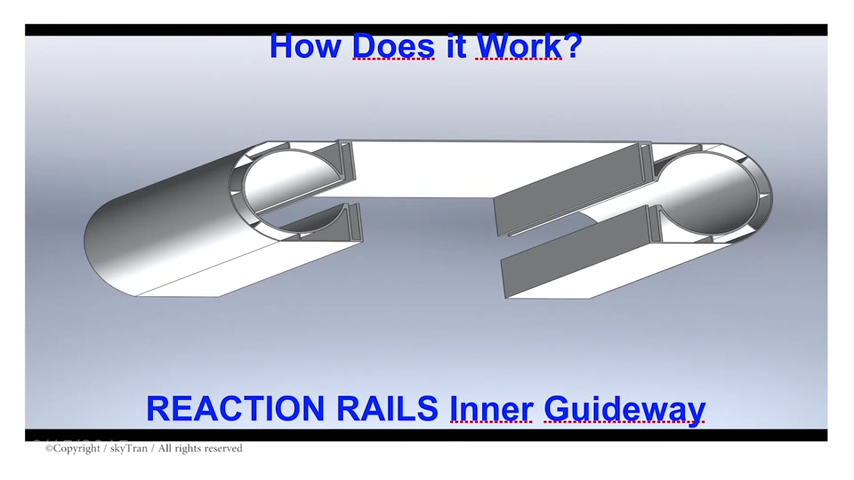 How Does it Work?
REACTION RAILS Inner Guideway
©Copyright / skyTran / All rights reserved